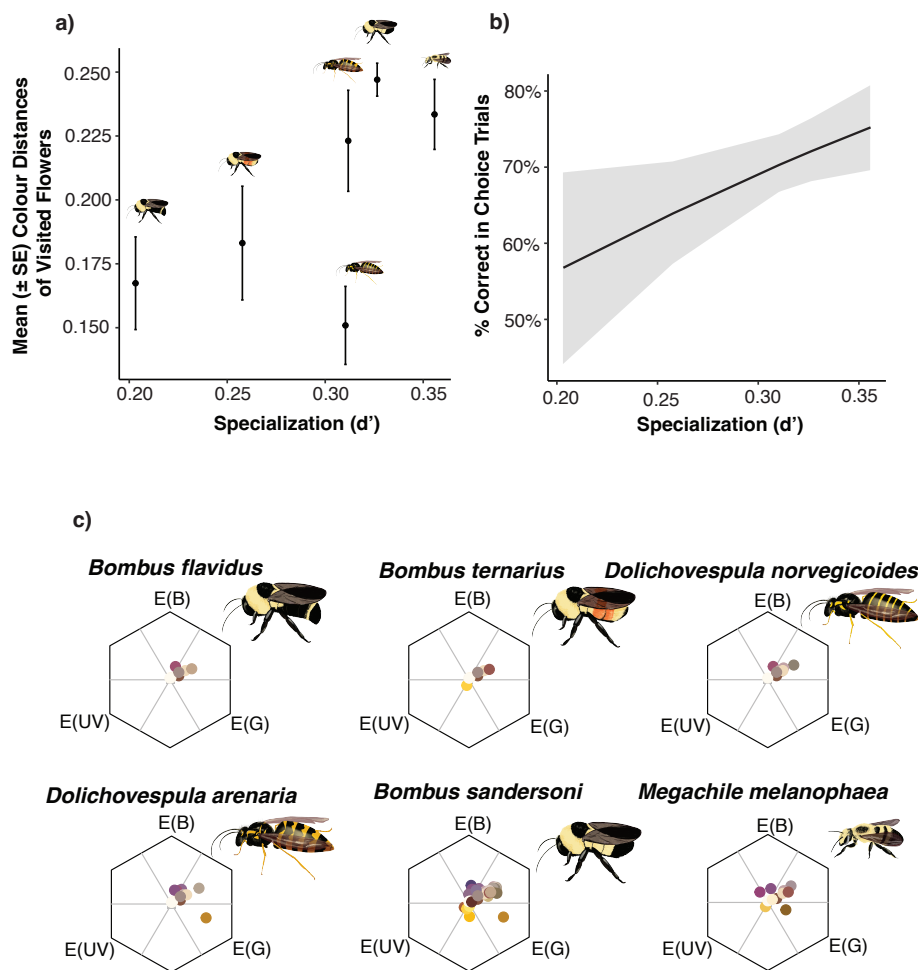 a)
Mean (± SE) Colour Distances
of Visited Flowers
0.250
0.225
0.200
0.175
0.150
0.20
0.25
0.30
0.35
Specialization (d’)
b)
% Correct in Choice Trials
80%
70%
60%
50%
0.20
0.25
0.30
0.35
Specialization (d’)
c)
Bombus flavidus
E(B)
E(UV)
E(G)
Bombus ternarius
E(B)
E(UV)
E(G)
Dolichovespula norvegicoides
E(B)
E(UV)
E(G)
Dolichovespula arenaria
E(B)
E(UV)
E(G)
Bombus sandersoni
E(B)
E(UV)
E(G)
Megachile melanophaea
E(B)
E(UV)
E(G)